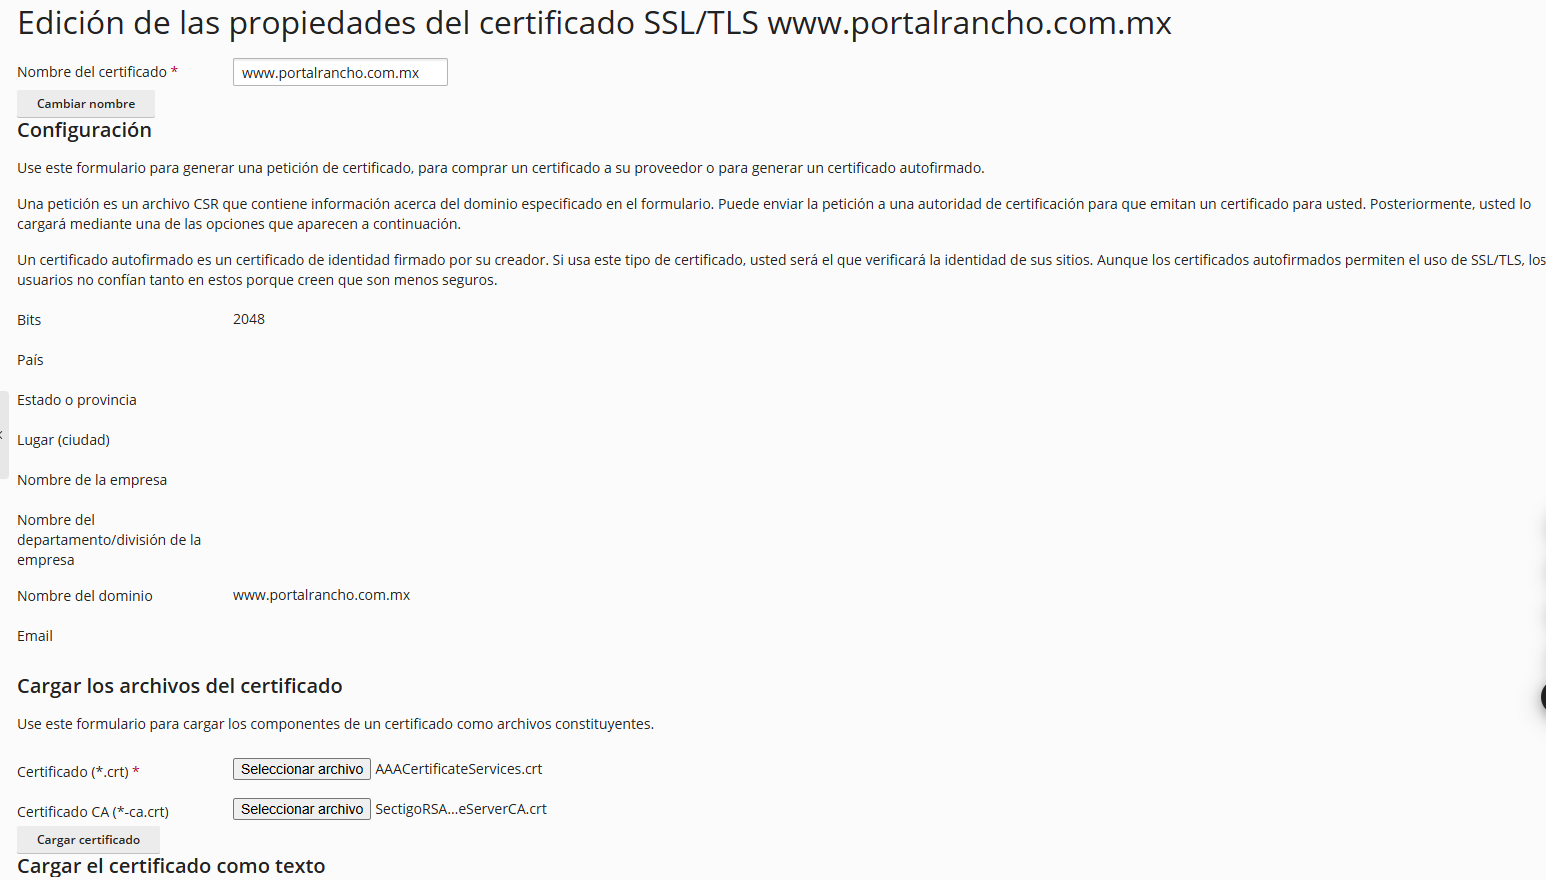 Edición de las propiedades del certificado SSL/TLS www.portalrancho.com.mx
Nombre del certificado * www.portalrancho.com.mx
Cambiar nombre
Configuración
Use este formulario para generar una petición de certificado, para comprar un certificado a su proveedor o para generar un certificado autofirmado.
Una petición es un archivo CSR que contiene información acerca del dominio especificado en el formulario. Puede enviar la petición a una autoridad de certificación para que emitan un certificado para usted. Posteriormente, usted lo
cargará mediante una de las opciones que aparecen a continuación.
Un certificado autofirmado es un certificado de identidad firmado por su creador. Si usa este tipo de certificado, usted será el que verificará la identidad de sus sitios. Aunque los certificados autofirmados permiten el uso de SSL/TLS, los
usuarios no confían tanto en estos porque creen que son menos seguros.
Bits 2048
País
Estado o provincia
Lugar (ciudad)
Nombre de la empresa
Nombre del
departamento/división de la
empresa
Nombre del dominio www.portalrancho.com.mx
Email
Cargar los archivos del certificado
Use este formulario para cargar los componentes de un certificado como archivos constituyentes.
Certificado (*.crt) * Seleccionar archivo AAACertificateServices.crt
Certificado CA (*-ca.crt) Seleccionar archivo SectigoRSA...eServerCA.crt
Cargar certificado
Cargar el certificado como texto